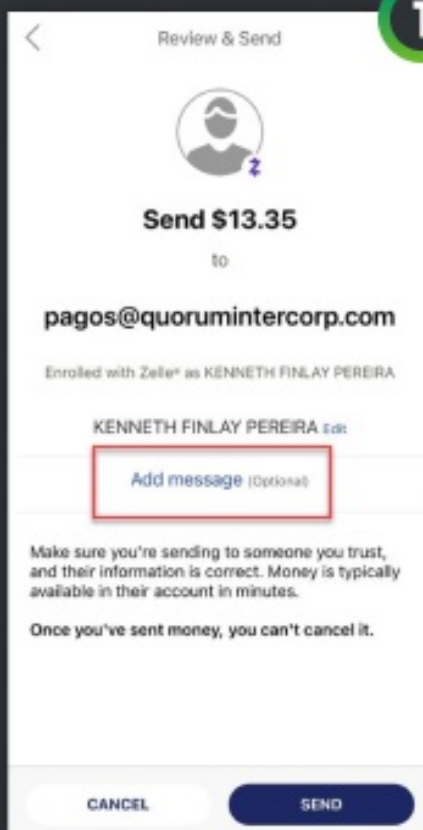 1
Review & Send
Send $13.35
to
pagos@quorumintercorp.com
Enrolled with Zelle® as KENNETH FINLAY PEREIRA
KENNETH FINLAY PEREIRA Edit
Add message (Optional)
Make sure you're sending to someone you trust,
and their information is correct. Money is typically
available in their account in minutes.
Once you've sent money, you can't cancel it.
CANCEL SEND